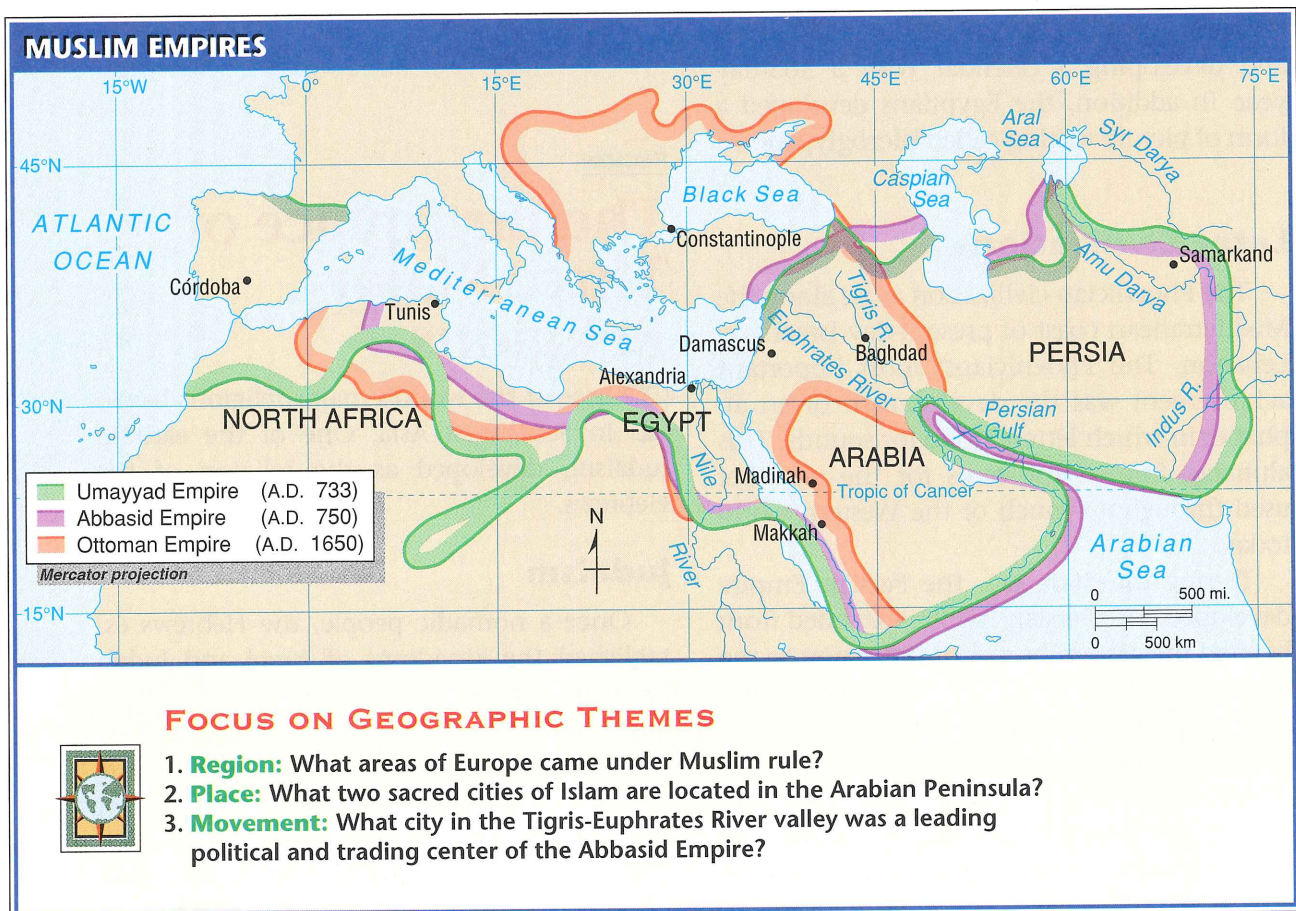 MUSLIM EMPIRES
15°W 0° 15°E 30°E 45°E 60°E 75°E
Aral
Sea
Syr Darya
45°N
Caspian
Sea
Black Sea
ATLANTIC
OCEAN
Constantinople
Samarkand
Amu Darya
Córdoba
Mediterranean Sea
Tunis
Tigris R.
Euphrates River
Damascus
Baghdad
PERSIA
Alexandria
30°N
NORTH AFRICA
EGYPT
Persian
Gulf
Indus R.
ARABIA
Nile
River
Madinah
Tropic of Cancer
Makkah
Arabian
Sea
Umayyad Empire (A.D. 733)
Abbasid Empire (A.D. 750)
Ottoman Empire (A.D. 1650)
Mercator projection
N
0 500 mi.
0 500 km
15°N
FOCUS ON GEOGRAPHIC THEMES
1. Region: What areas of Europe came under Muslim rule?
2. Place: What two sacred cities of Islam are located in the Arabian Peninsula?
3. Movement: What city in the Tigris-Euphrates River valley was a leading
political and trading center of the Abbasid Empire?